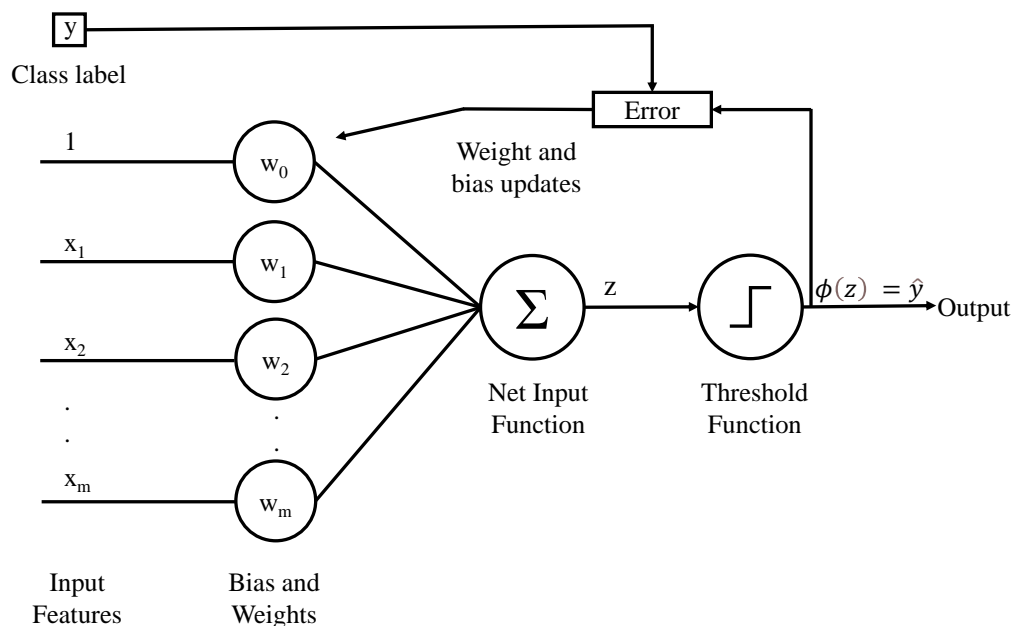 y
Class label
Error
1
w₀
Weight and
bias updates
x₁
w₁
Σ
z
ϕ(z) = ŷ
Output
x₂
w₂
Net Input
Function
Threshold
Function
.
.
.
.
xₘ
wₘ
Input
Features
Bias and
Weights